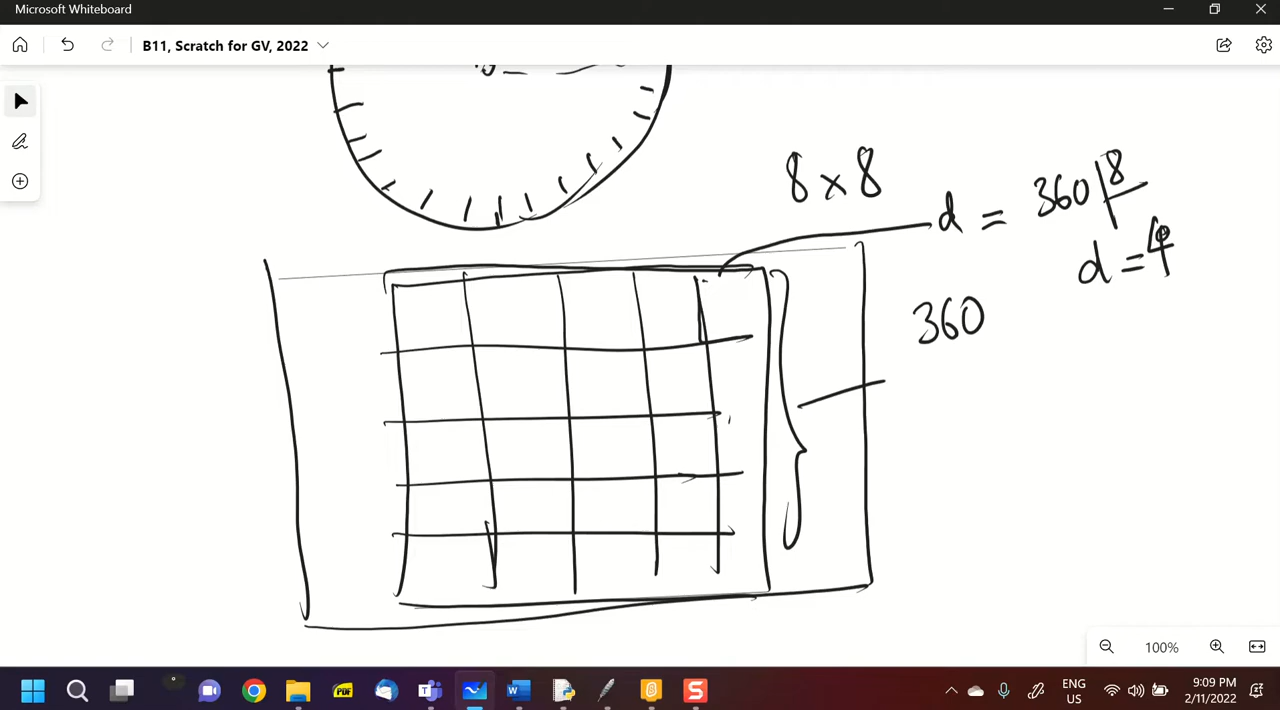 Microsoft Whiteboard
B11, Scratch for GV, 2022
8 x 8
d = 360 | 8
d = 4
360
100%
PDF
ENG
US
9:09 PM
2/11/2022